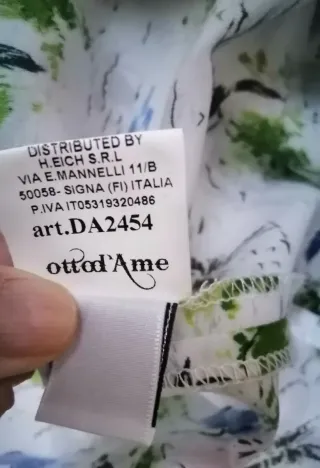 DISTRIBUTED BY
H.EICH S.R.L
VIA E.MANNELLI 11/B
50058- SIGNA (FI) ITALIA
P.IVA IT05319320486
art.DA2454
ottod'Ame